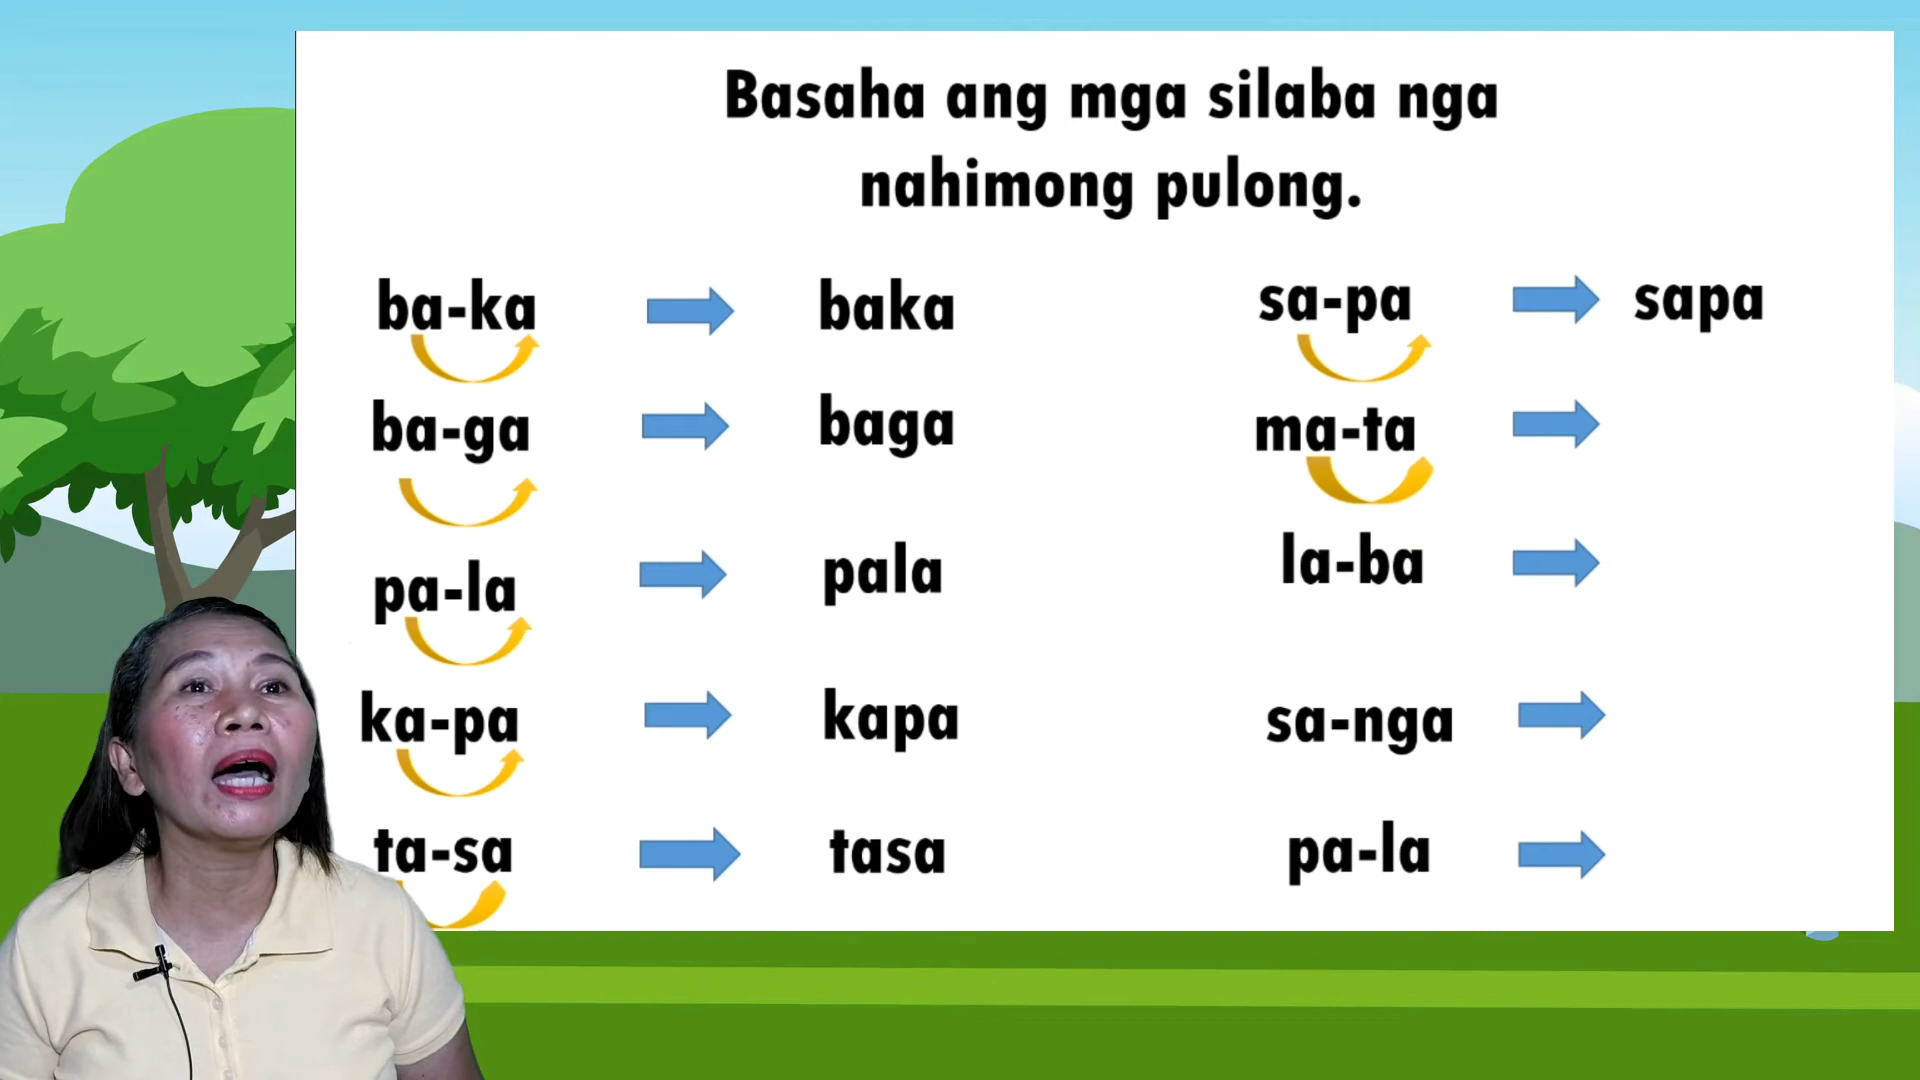 Basaha ang mga silaba nga
nahimong pulong.
ba-ka baka
ba-ga baga
pa-la pala
ka-pa kapa
ta-sa tasa
sa-pa sapa
ma-ta
la-ba
sa-nga
pa-la